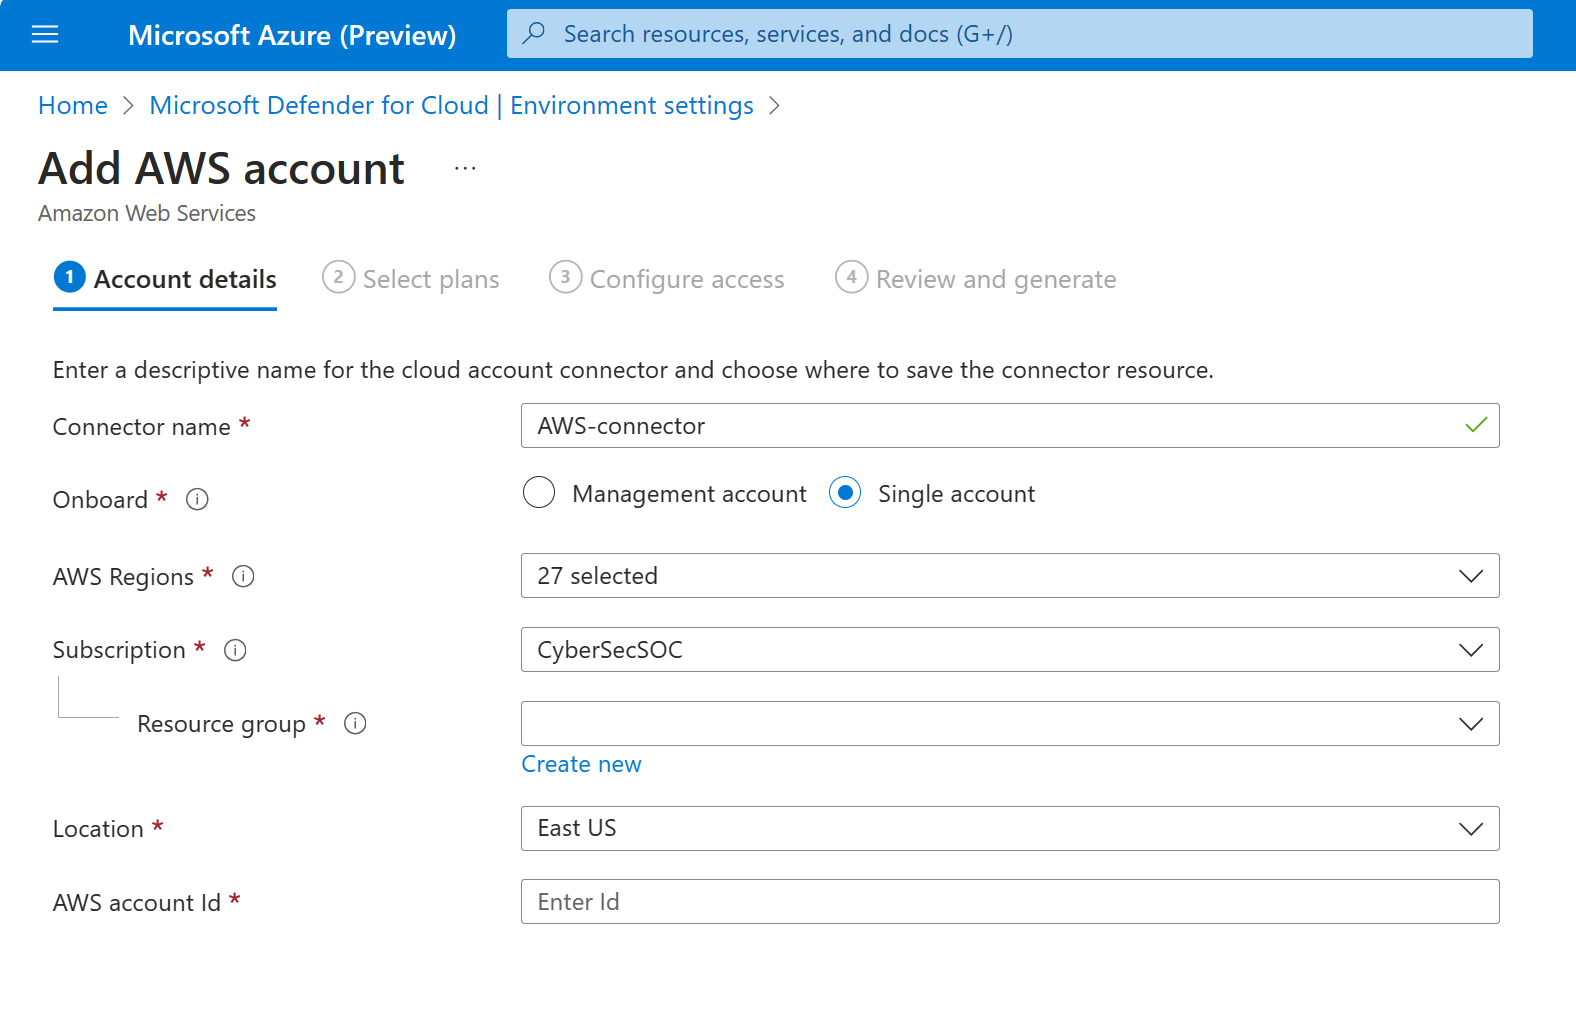 Microsoft Azure (Preview)
Search resources, services, and docs (G+/)
Home > Microsoft Defender for Cloud | Environment settings >
Add AWS account ...
Amazon Web Services
1 Account details 2 Select plans 3 Configure access 4 Review and generate
Enter a descriptive name for the cloud account connector and choose where to save the connector resource.
Connector name * AWS-connector
Onboard * Management account Single account
AWS Regions * 27 selected
Subscription * CyberSecSOC
Resource group *
Create new
Location * East US
AWS account Id * Enter Id